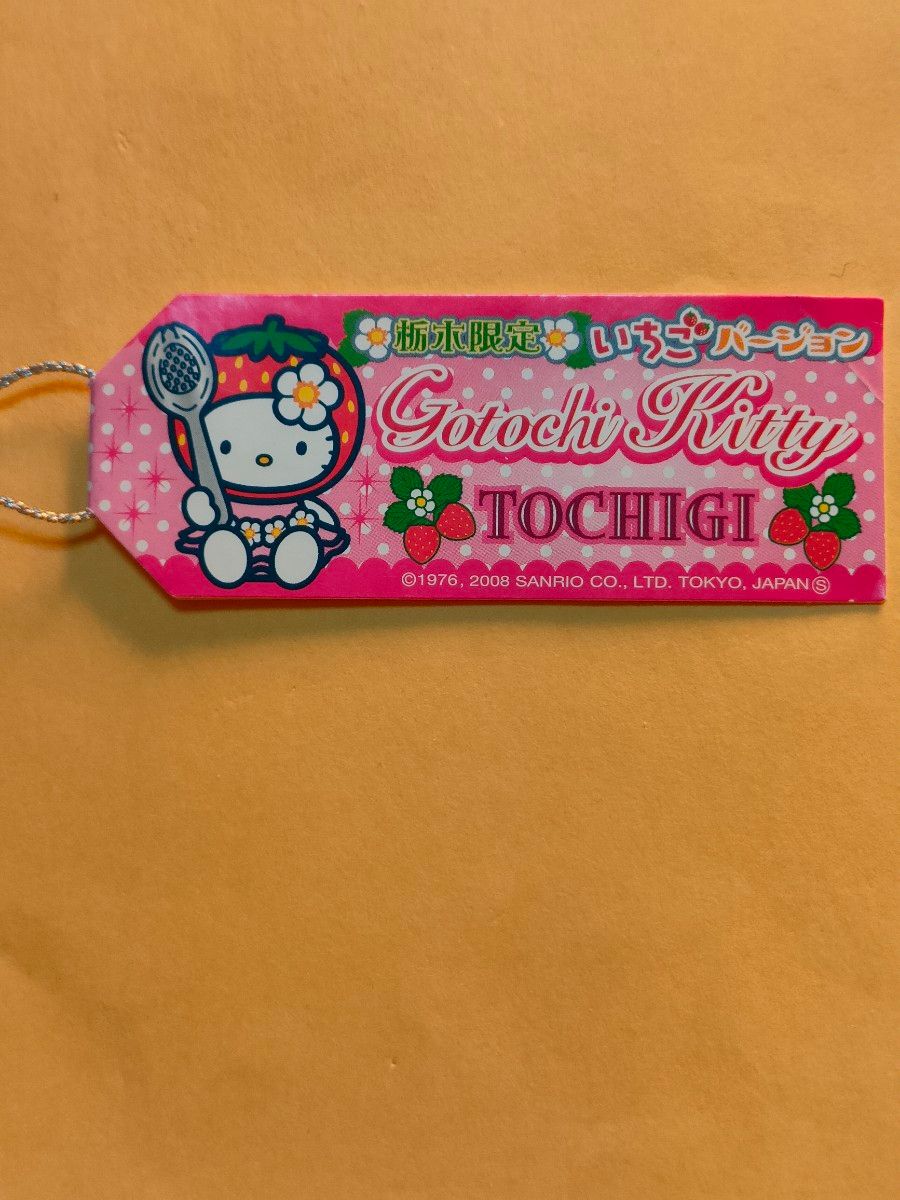 栃木限定 いちごバージョン
Gotochi Kitty
TOCHIGI
©1976, 2008 SANRIO CO., LTD. TOKYO, JAPAN Ⓢ